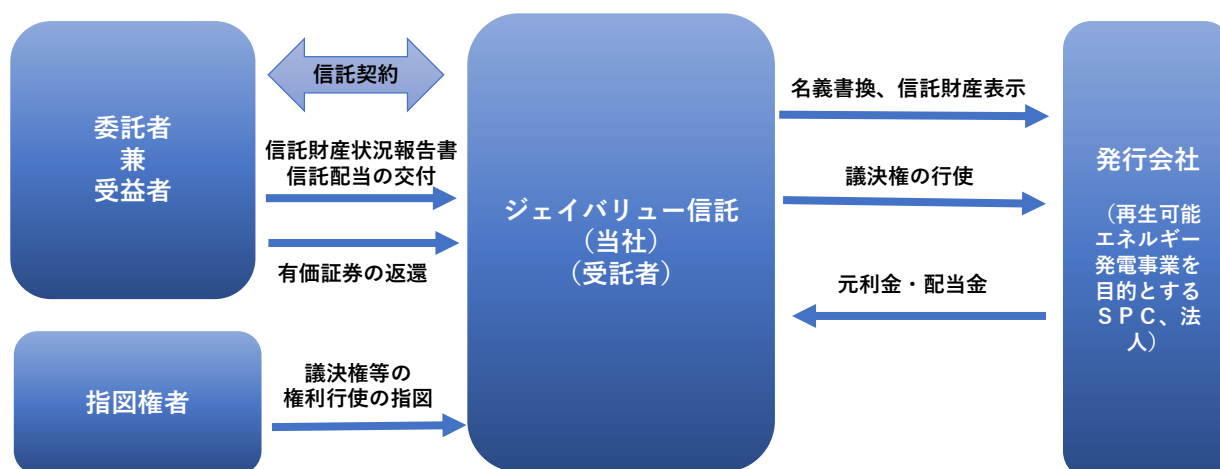 委託者
兼
受益者
信託契約
信託財産状況報告書
信託配当の交付
有価証券の返還
指図権者
議決権等の
権利行使の指図
ジェイバリュー信託
（当社）
（受託者）
名義書換、信託財産表示
議決権の行使
元利金・配当金
発行会社
（再生可能
エネルギー
発電事業を
目的とする
ＳＰＣ、法
人）